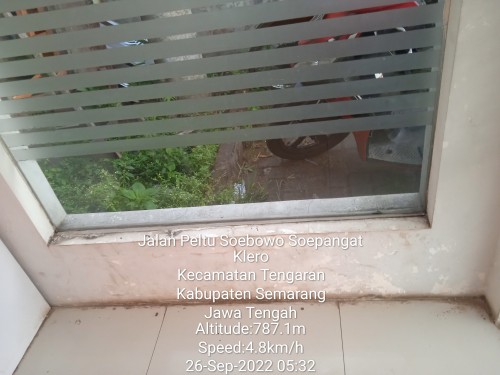 Jalan Peltu Soebowo Soepangat
Klero
Kecamatan Tengaran
Kabupaten Semarang
Jawa Tengah
Altitude:787.1m
Speed:4.8km/h
26-Sep-2022 05:32